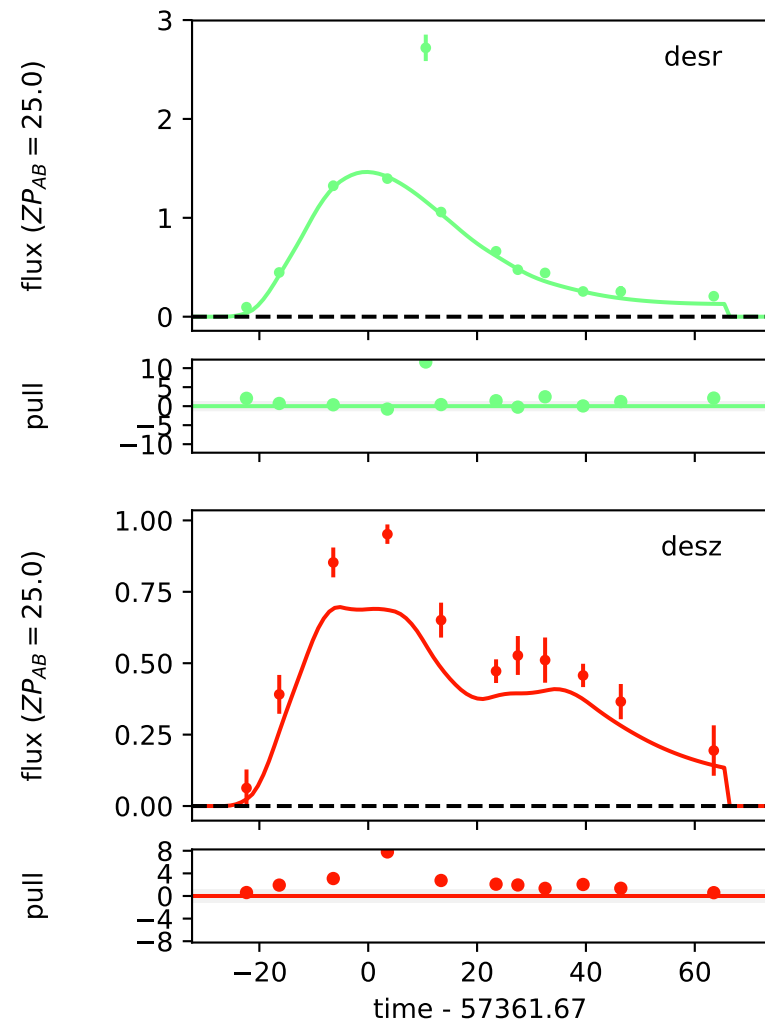 desr
flux (ZP_AB = 25.0)
3
2
1
0
pull
10
5
0
−5
−10
desz
flux (ZP_AB = 25.0)
1.00
0.75
0.50
0.25
0.00
pull
8
4
0
−4
−8
−20 0 20 40 60
time - 57361.67